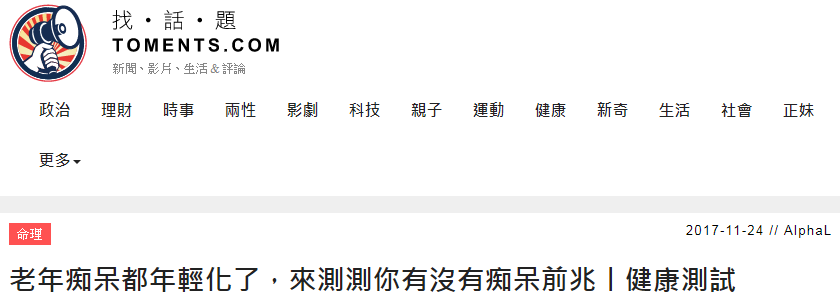 找•話•題
TOMENTS.COM
新聞、影片、生活&評論
政治 理財 時事 兩性 影劇 科技 親子 運動 健康 新奇 生活 社會 正妹
更多
命理 2017-11-24 // AlphaL
老年痴呆都年輕化了，來測測你有沒有痴呆前兆丨健康測試